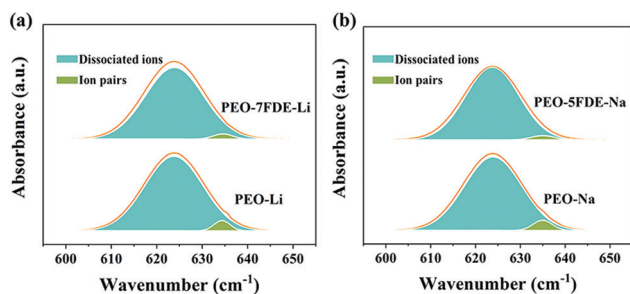 (a)
Dissociated ions
Ion pairs
PEO-7FDE-Li
PEO-Li
Absorbance (a.u.)
600 610 620 630 640 650
Wavenumber (cm⁻¹)
(b)
Dissociated ions
Ion pairs
PEO-5FDE-Na
PEO-Na
Absorbance (a.u.)
600 610 620 630 640 650
Wavenumber (cm⁻¹)